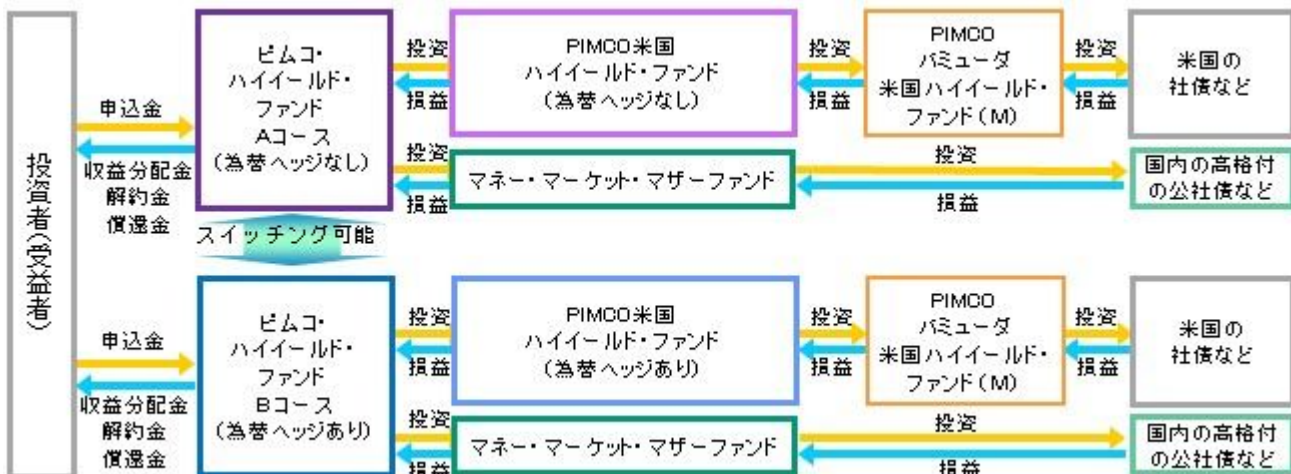 投資者(受益者)
申込金
収益分配金
解約金
償還金
ピムコ・
ハイイールド・
ファンド
Aコース
(為替ヘッジなし)
投資
損益
PIMCO米国
ハイイールド・ファンド
(為替ヘッジなし)
投資
損益
PIMCO
バミューダ
米国ハイイールド・
ファンド(M)
投資
損益
米国の
社債など
投資
損益
マネー・マーケット・マザーファンド
投資
損益
国内の高格付
の公社債など
スイッチング可能
申込金
収益分配金
解約金
償還金
ピムコ・
ハイイールド・
ファンド
Bコース
(為替ヘッジあり)
投資
損益
PIMCO米国
ハイイールド・ファンド
(為替ヘッジあり)
投資
損益
PIMCO
バミューダ
米国ハイイールド・
ファンド(M)
投資
損益
米国の
社債など
投資
損益
マネー・マーケット・マザーファンド
投資
損益
国内の高格付
の公社債など